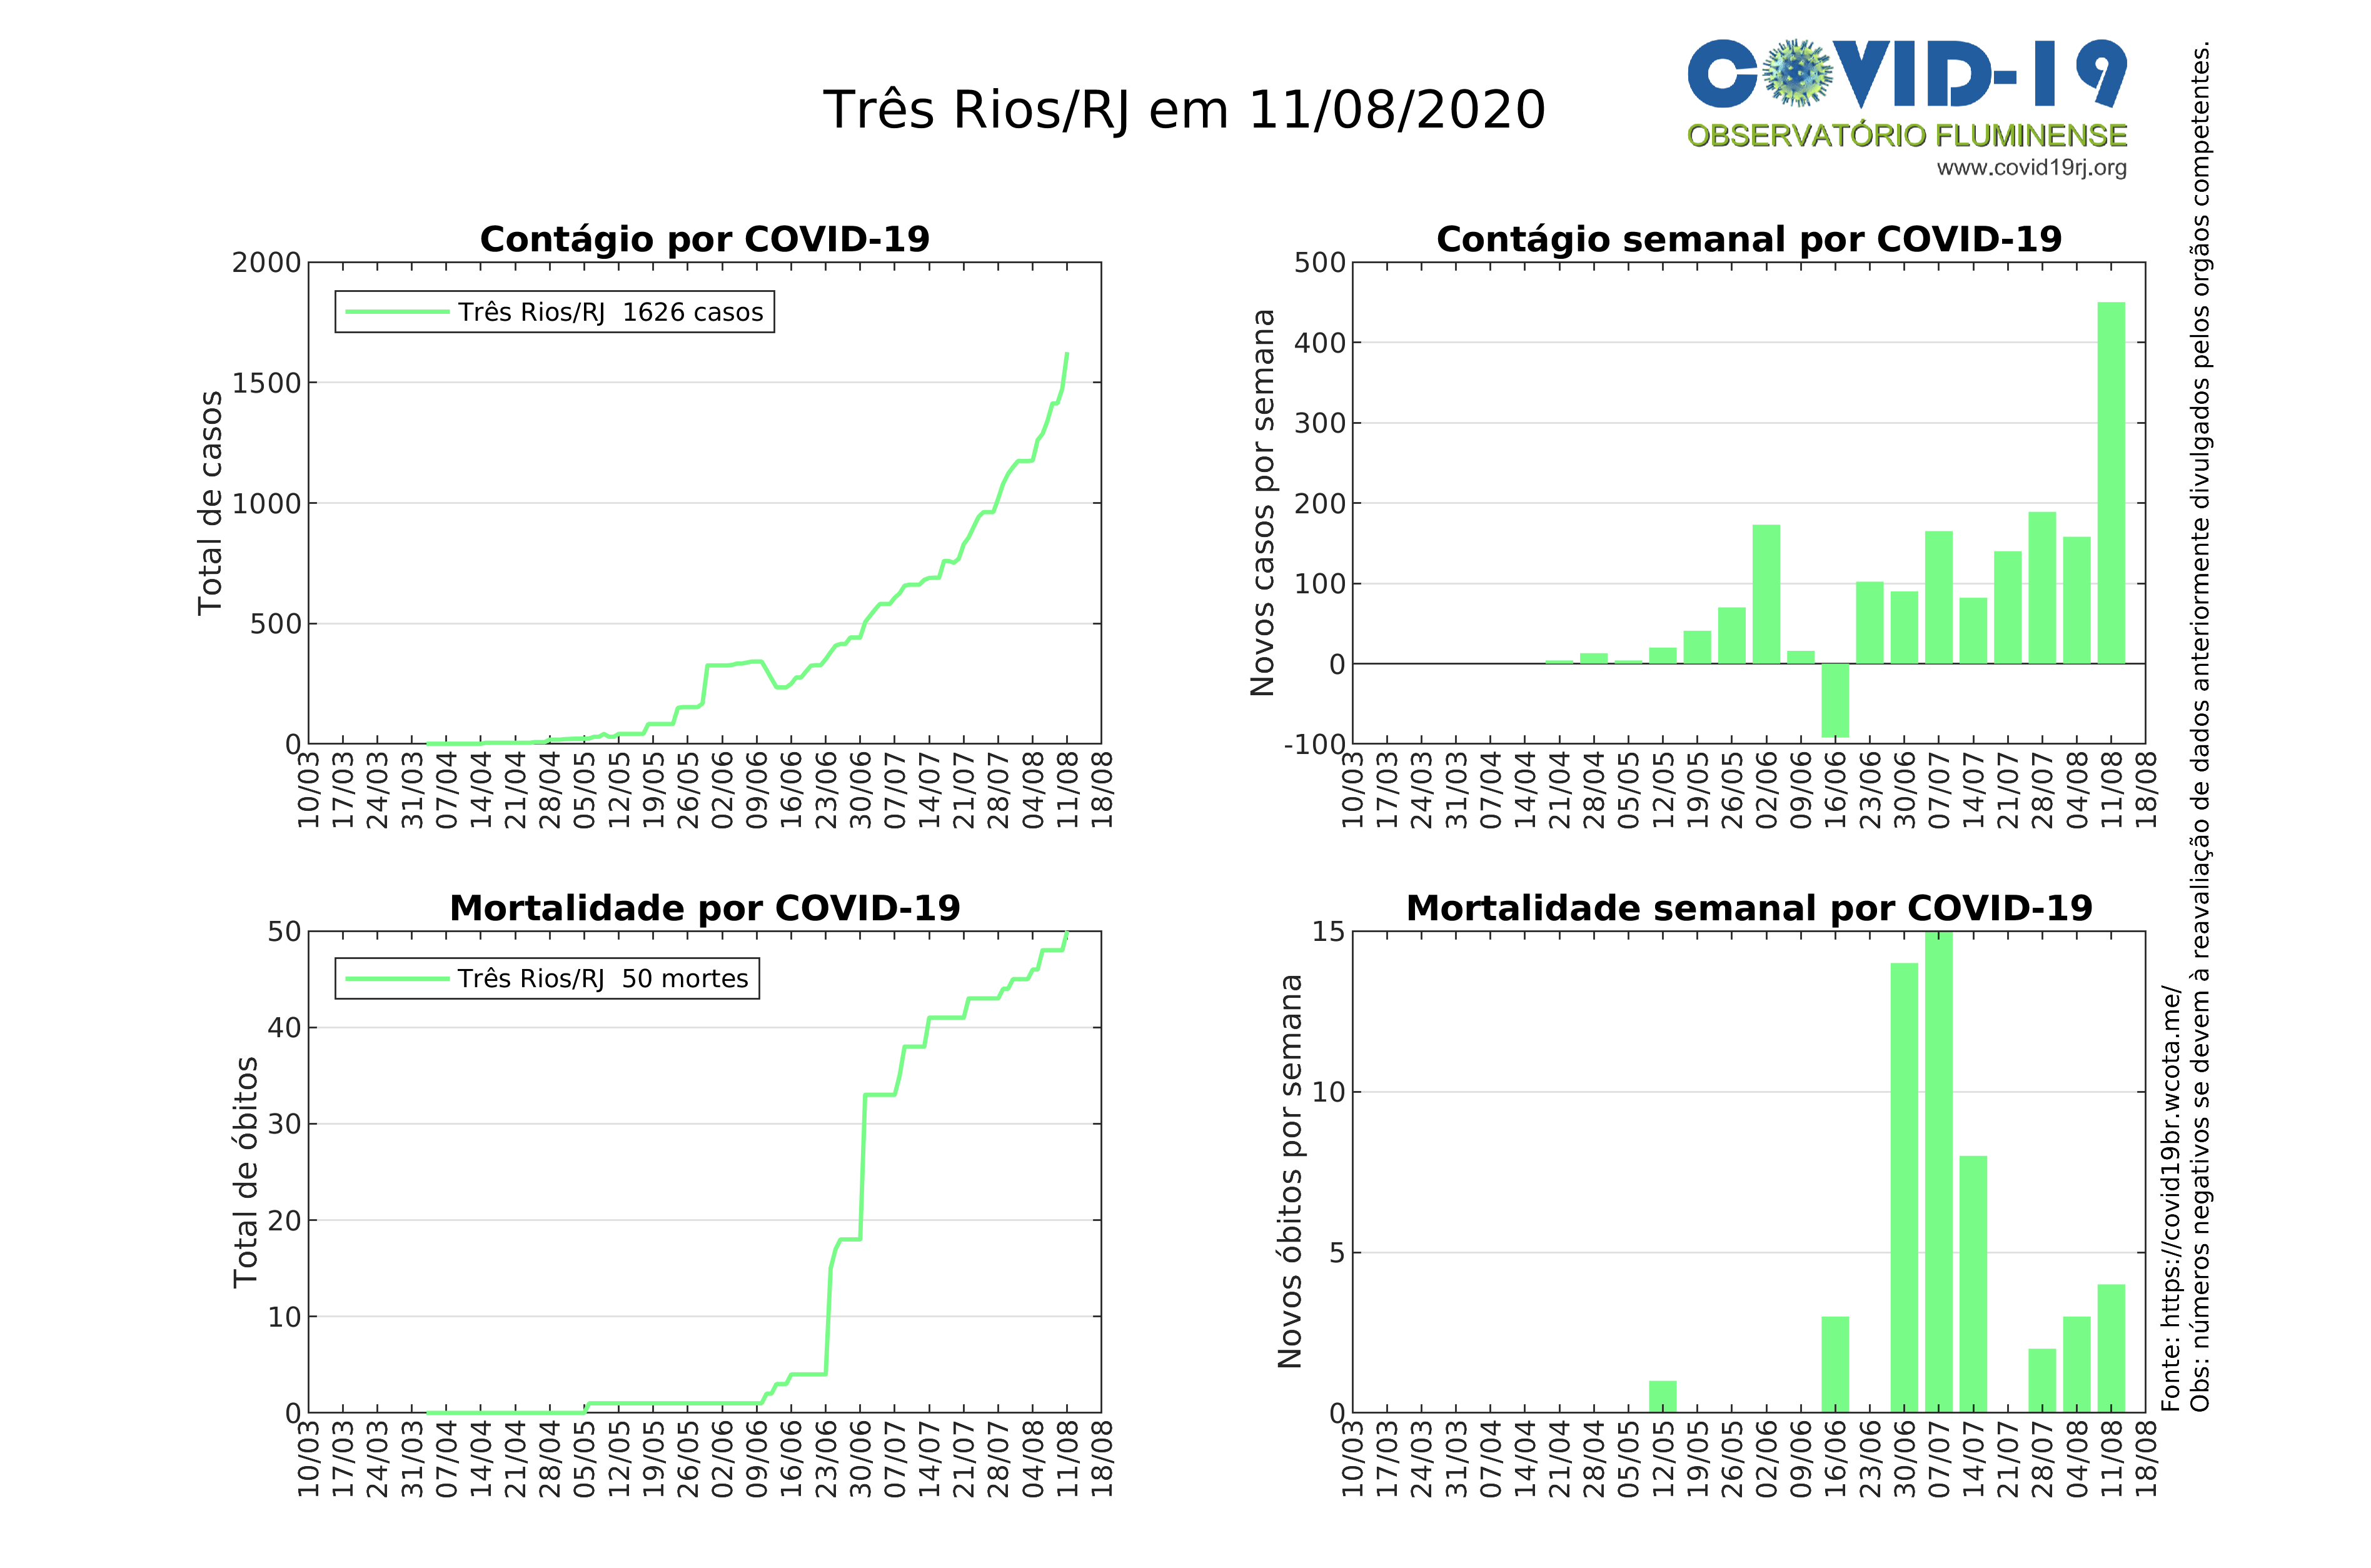 Três Rios/RJ em 11/08/2020
COVID-19
OBSERVATÓRIO FLUMINENSE
www.covid19rj.org
Contágio por COVID-19
Total de casos
2000
1500
1000
500
0
Três Rios/RJ 1626 casos
10/03 17/03 24/03 31/03 07/04 14/04 21/04 28/04 05/05 12/05 19/05 26/05 02/06 09/06 16/06 23/06 30/06 07/07 14/07 21/07 28/07 04/08 11/08 18/08
Contágio semanal por COVID-19
Novos casos por semana
500
400
300
200
100
0
-100
10/03 17/03 24/03 31/03 07/04 14/04 21/04 28/04 05/05 12/05 19/05 26/05 02/06 09/06 16/06 23/06 30/06 07/07 14/07 21/07 28/07 04/08 11/08 18/08
Mortalidade por COVID-19
Total de óbitos
50
40
30
20
10
0
Três Rios/RJ 50 mortes
10/03 17/03 24/03 31/03 07/04 14/04 21/04 28/04 05/05 12/05 19/05 26/05 02/06 09/06 16/06 23/06 30/06 07/07 14/07 21/07 28/07 04/08 11/08 18/08
Mortalidade semanal por COVID-19
Novos óbitos por semana
15
10
5
0
10/03 17/03 24/03 31/03 07/04 14/04 21/04 28/04 05/05 12/05 19/05 26/05 02/06 09/06 16/06 23/06 30/06 07/07 14/07 21/07 28/07 04/08 11/08 18/08
Fonte: https://covid19br.wcota.me/
Obs: números negativos se devem à reavaliação de dados anteriormente divulgados pelos orgãos competentes.